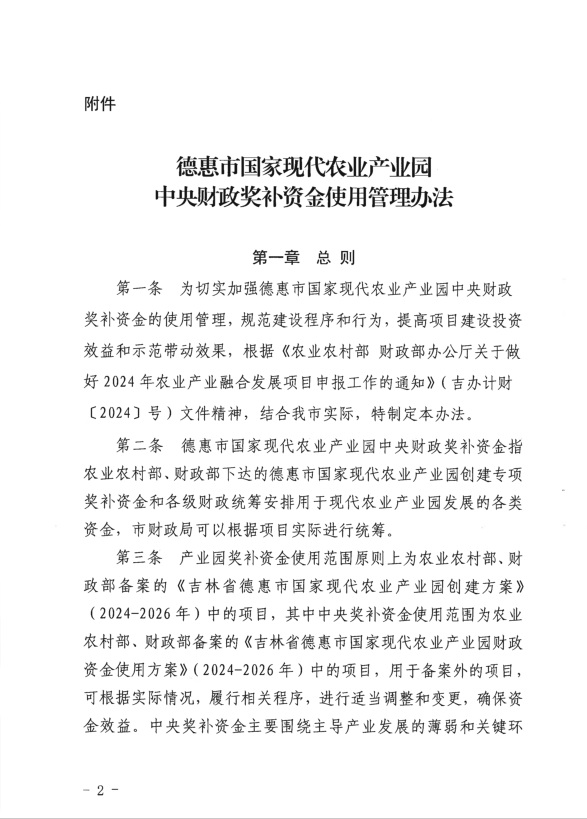 附件
德惠市国家现代农业产业园
中央财政奖补资金使用管理办法
第一章 总 则
第一条 为切实加强德惠市国家现代农业产业园中央财政
奖补资金的使用管理，规范建设程序和行为，提高项目建设投资
效益和示范带动效果，根据《农业农村部 财政部办公厅关于做
好 2024 年农业产业融合发展项目申报工作的通知》（吉办计财
〔2024〕号）文件精神，结合我市实际，特制定本办法。
第二条 德惠市国家现代农业产业园中央财政奖补资金指
农业农村部、财政部下达的德惠市国家现代农业产业园创建专项
奖补资金和各级财政统筹安排用于现代农业产业园发展的各类
资金，市财政局可以根据项目实际进行统筹。
第三条 产业园奖补资金使用范围原则上为农业农村部、财
政部备案的《吉林省德惠市国家现代农业产业园创建方案》
（2024-2026 年）中的项目，其中中央奖补资金使用范围为农业
农村部、财政部备案的《吉林省德惠市国家现代农业产业园财政
资金使用方案》（2024-2026 年）中的项目，用于备案外的项目，
可根据实际情况，履行相关程序，进行适当调整和变更，确保资
金效益。中央奖补资金主要围绕主导产业发展的薄弱和关键环
- 2 -